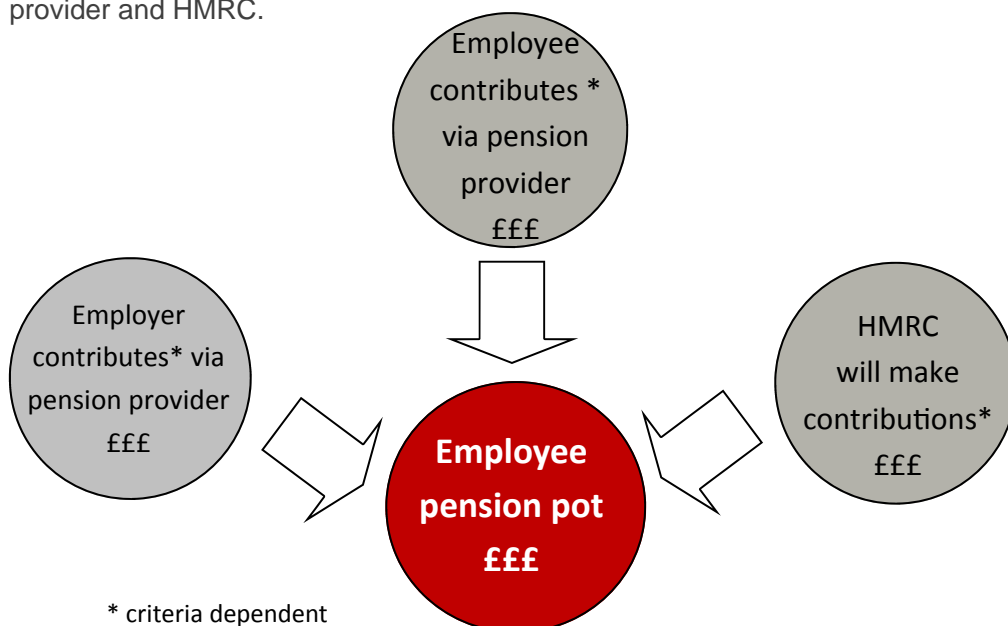 provider and HMRC.
Employee
contributes *
via pension
provider
£££
Employer
contributes* via
pension provider
£££
HMRC
will make
contributions*
£££
Employee
pension pot
£££
* criteria dependent